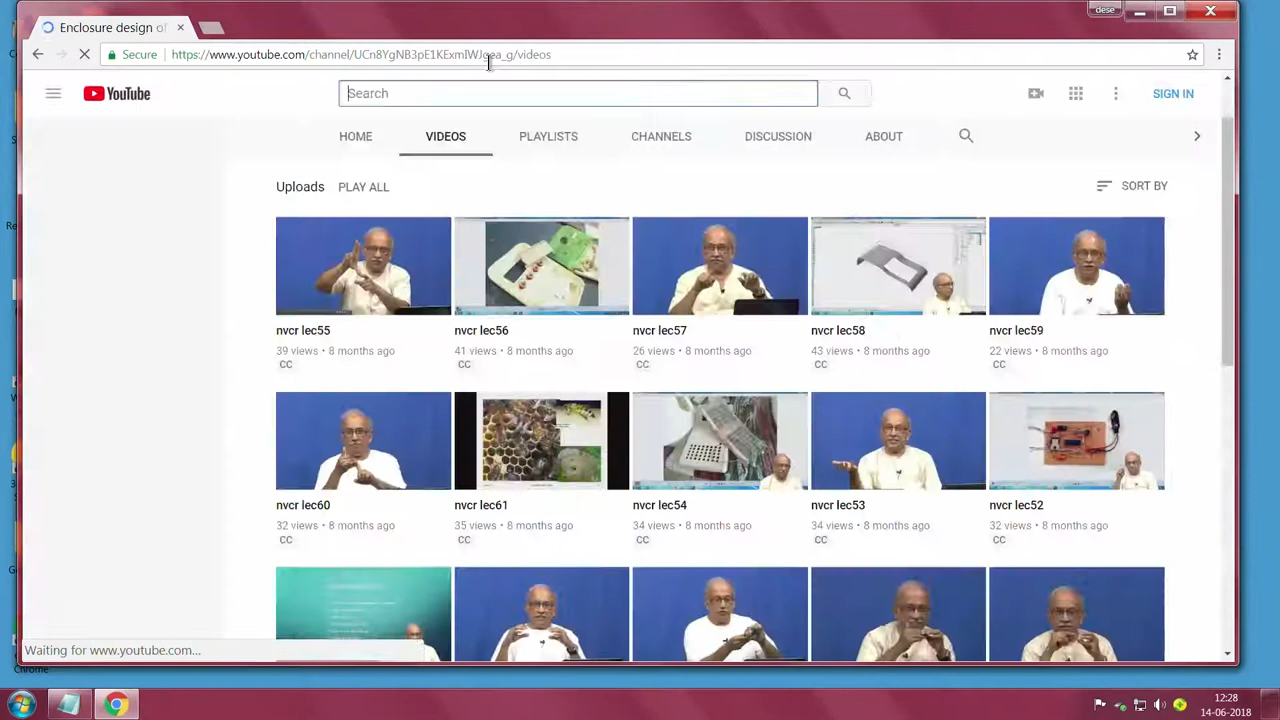 dese
Enclosure design of
Secure https://www.youtube.com/channel/UCn8YgNB3pE1KExmIWJgea_g/videos
YouTube
Search
SIGN IN
HOME VIDEOS PLAYLISTS CHANNELS DISCUSSION ABOUT
Uploads PLAY ALL
SORT BY
nvcr lec55
39 views • 8 months ago
CC
nvcr lec56
41 views • 8 months ago
CC
nvcr lec57
26 views • 8 months ago
CC
nvcr lec58
43 views • 8 months ago
CC
nvcr lec59
22 views • 8 months ago
CC
nvcr lec60
32 views • 8 months ago
CC
nvcr lec61
35 views • 8 months ago
CC
nvcr lec54
34 views • 8 months ago
CC
nvcr lec53
34 views • 8 months ago
CC
nvcr lec52
32 views • 8 months ago
CC
Waiting for www.youtube.com...
Chrome
12:28
14-06-2018